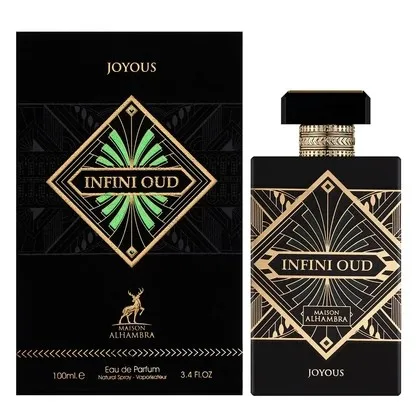 JOYOUS
INFINI OUD
MAISON
ALHAMBRA
100ml.e
Eau de Parfum
Natural Spray - Vaporisateur
3.4 FL.OZ
INFINI OUD
MAISON
ALHAMBRA
JOYOUS